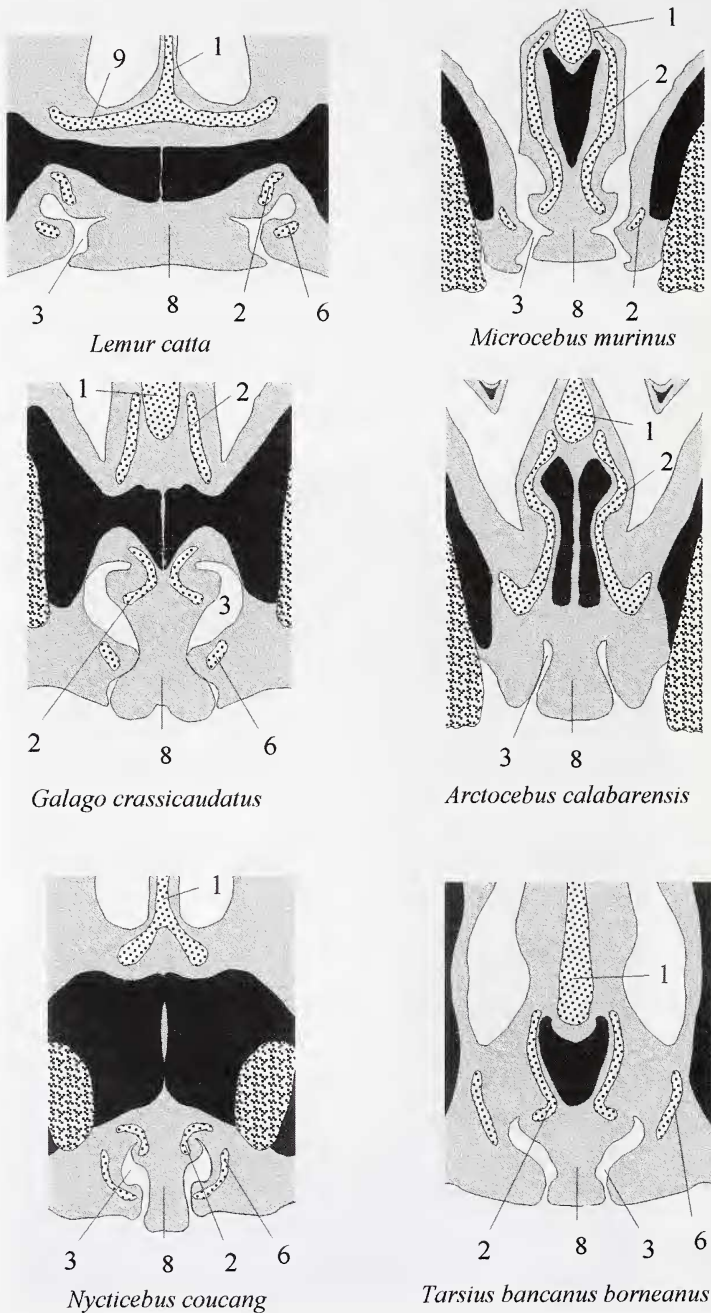 9 1
3 8 2 6
Lemur catta
1
2
3 8 2
Microcebus murinus
1 2
3
2 8 6
Galago crassicaudatus
1
2
3 8
Arctocebus calabarensis
1
3 8 2 6
Nycticebus coucang
1
2 8 3 6
Tarsius bancanus borneanus